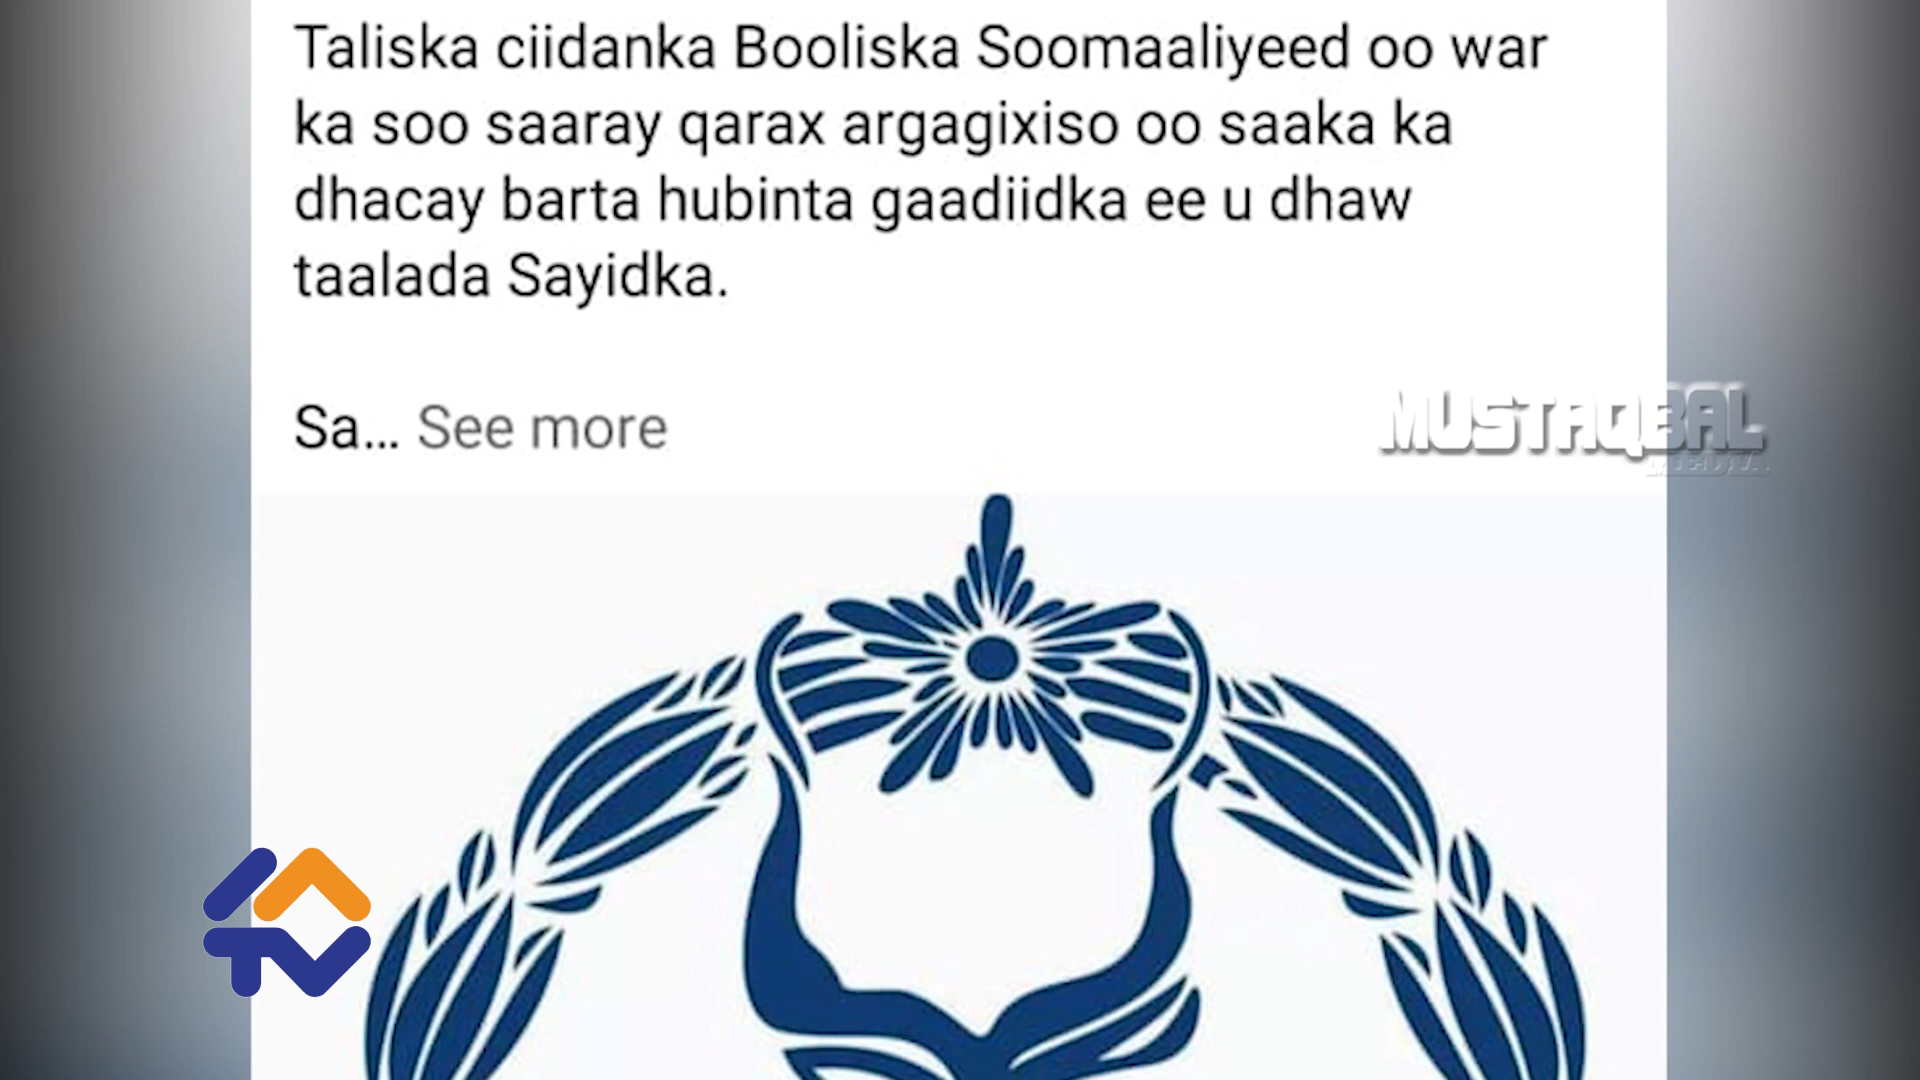 Taliska ciidanka Booliska Soomaaliyeed oo war
ka soo saaray qarax argagixiso oo saaka ka
dhacay barta hubinta gaadiidka ee u dhaw
taalada Sayidka.
Sa... See more
MUSTAQBAL